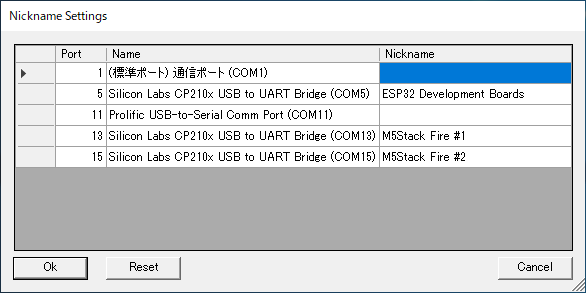 Nickname Settings
Port Name Nickname
1 (標準ポート) 通信ポート (COM1)
5 Silicon Labs CP210x USB to UART Bridge (COM5) ESP32 Development Boards
11 Prolific USB-to-Serial Comm Port (COM11)
13 Silicon Labs CP210x USB to UART Bridge (COM13) M5Stack Fire #1
15 Silicon Labs CP210x USB to UART Bridge (COM15) M5Stack Fire #2
Ok Reset Cancel